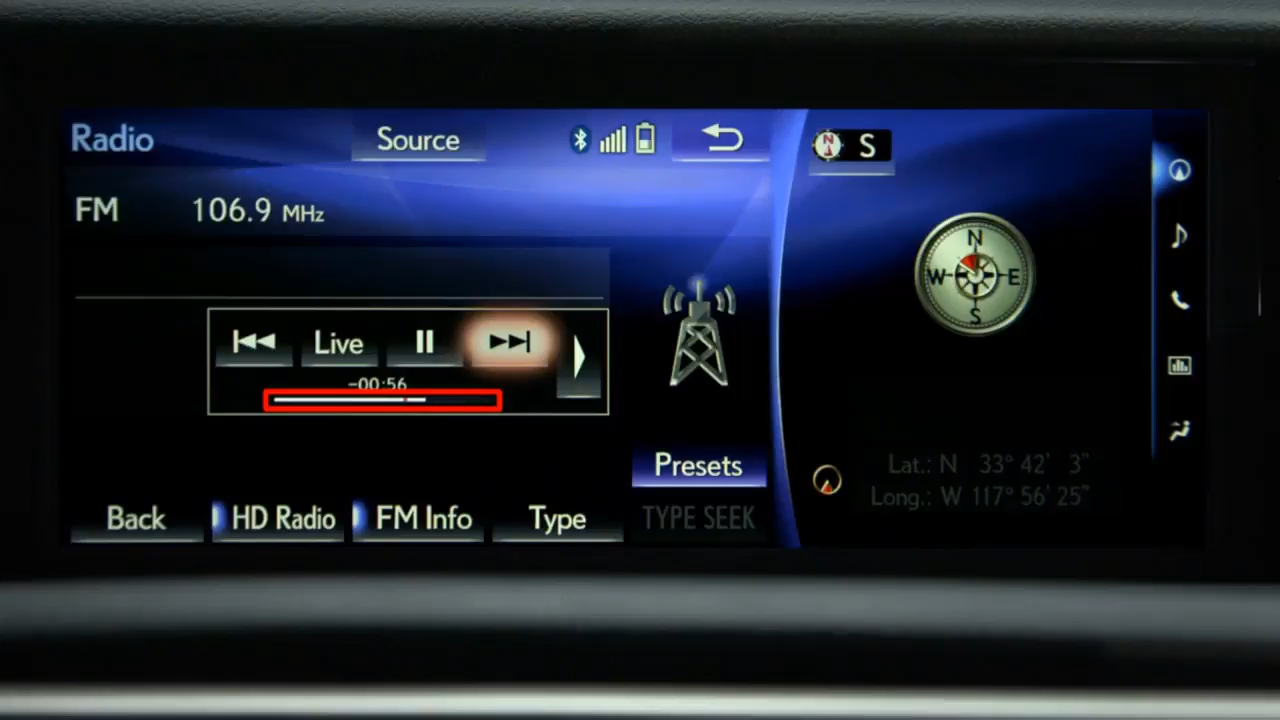 Radio
Source
S
FM
106.9 MHz
N
W E
S
Live
-00:56
Presets
Lat.: N 33° 42' 3"
Long.: W 117° 56' 25"
Back
HD Radio
FM Info
Type
TYPE SEEK